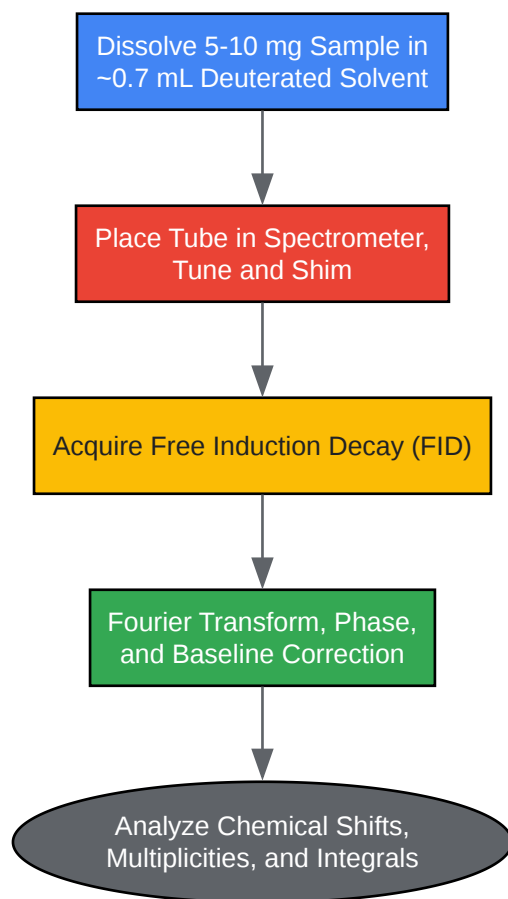 Dissolve 5-10 mg Sample in
~0.7 mL Deuterated Solvent
Place Tube in Spectrometer,
Tune and Shim
Acquire Free Induction Decay (FID)
Fourier Transform, Phase,
and Baseline Correction
Analyze Chemical Shifts,
Multiplicities, and Integrals